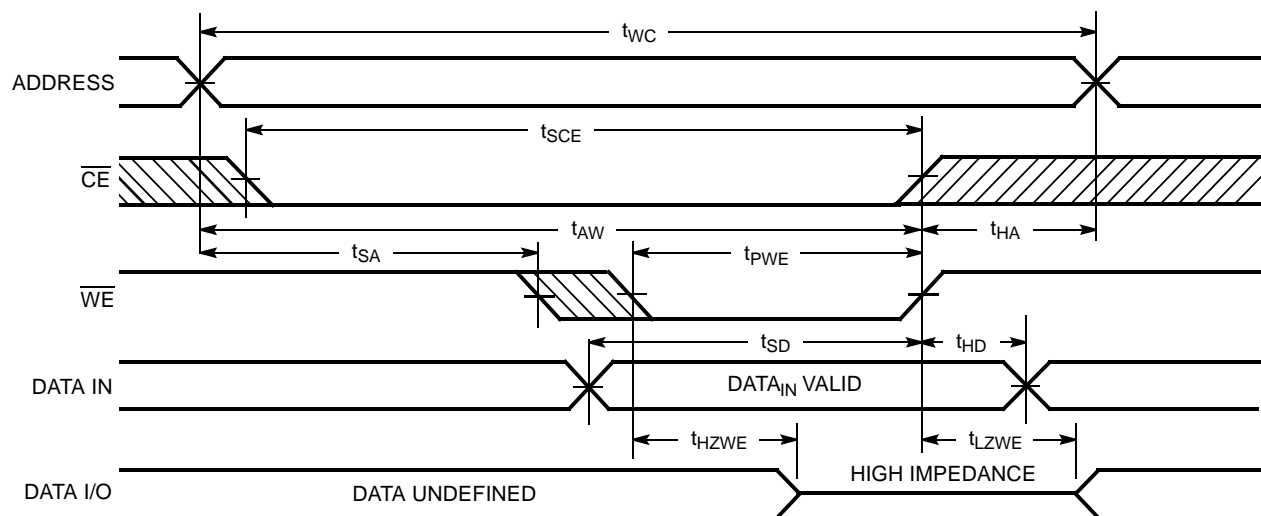 tWC
ADDRESS
tSCE
CE
tAW
tHA
tSA
tPWE
WE
tSD
tHD
DATA IN
DATAIN VALID
tHZWE
tLZWE
HIGH IMPEDANCE
DATA I/O
DATA UNDEFINED